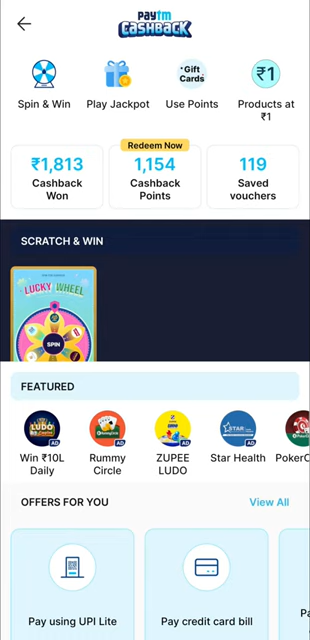 paytm
CASHBACK
Gift
Cards
₹1
Spin & Win
Play Jackpot
Use Points
Products at
₹1
Redeem Now
₹1,813
1,154
119
Cashback
Won
Cashback
Points
Saved
vouchers
SCRATCH & WIN
LUCKY WHEEL
SPIN
FEATURED
LUDO
AD
AD
AD
STAR
AD
Win ₹10L
Daily
Rummy
Circle
ZUPEE
LUDO
Star Health
PokerC
OFFERS FOR YOU
View All
Pay using UPI Lite
Pay credit card bill
Pa